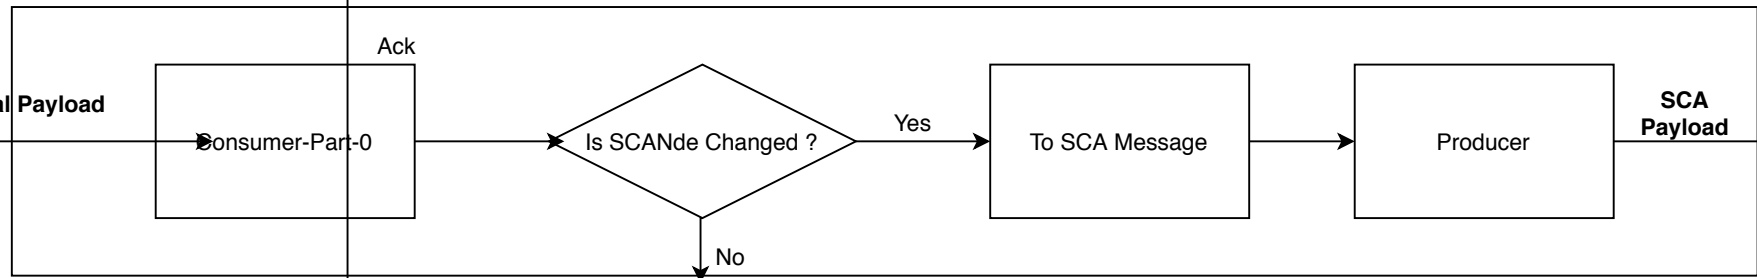 Ack
al Payload
Consumer-Part-0
Is SCANde Changed ?
Yes
To SCA Message
Producer
SCA
Payload
No